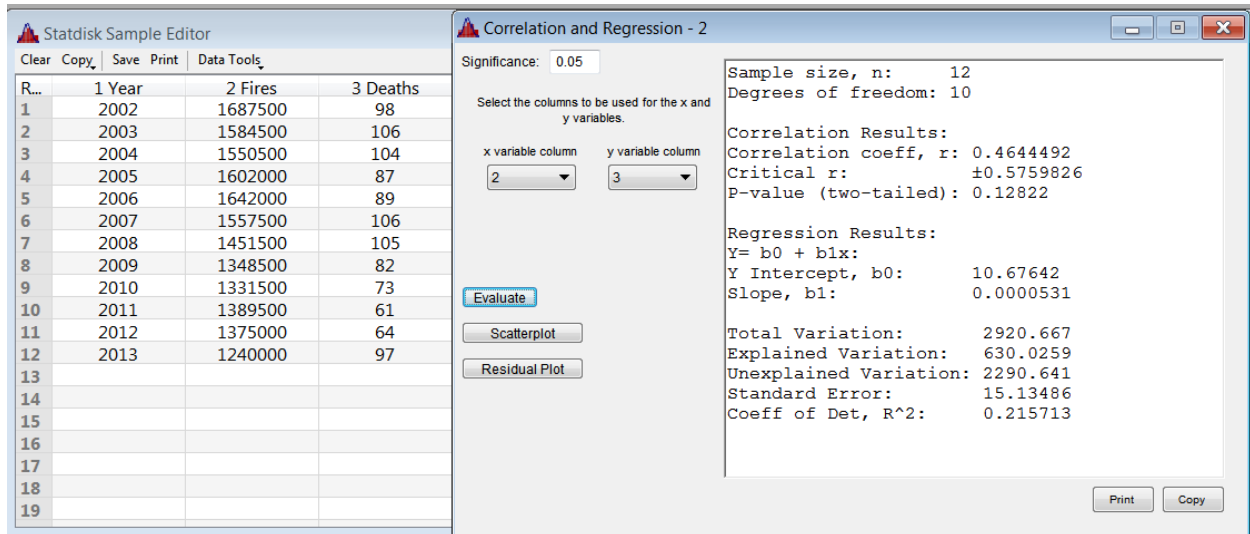 Statdisk Sample Editor
Clear Copy Save Print Data Tools
R... 1 Year 2 Fires 3 Deaths
1 2002 1687500 98
2 2003 1584500 106
3 2004 1550500 104
4 2005 1602000 87
5 2006 1642000 89
6 2007 1557500 106
7 2008 1451500 105
8 2009 1348500 82
9 2010 1331500 73
10 2011 1389500 61
11 2012 1375000 64
12 2013 1240000 97
13
14
15
16
17
18
19
Correlation and Regression - 2
Significance: 0.05
Select the columns to be used for the x and
y variables.
x variable column y variable column
2 3
Evaluate
Scatterplot
Residual Plot
Sample size, n: 12
Degrees of freedom: 10
Correlation Results:
Correlation coeff, r: 0.4644492
Critical r: ±0.5759826
P-value (two-tailed): 0.12822
Regression Results:
Y= b0 + b1x:
Y Intercept, b0: 10.67642
Slope, b1: 0.0000531
Total Variation: 2920.667
Explained Variation: 630.0259
Unexplained Variation: 2290.641
Standard Error: 15.13486
Coeff of Det, R^2: 0.215713
Print Copy